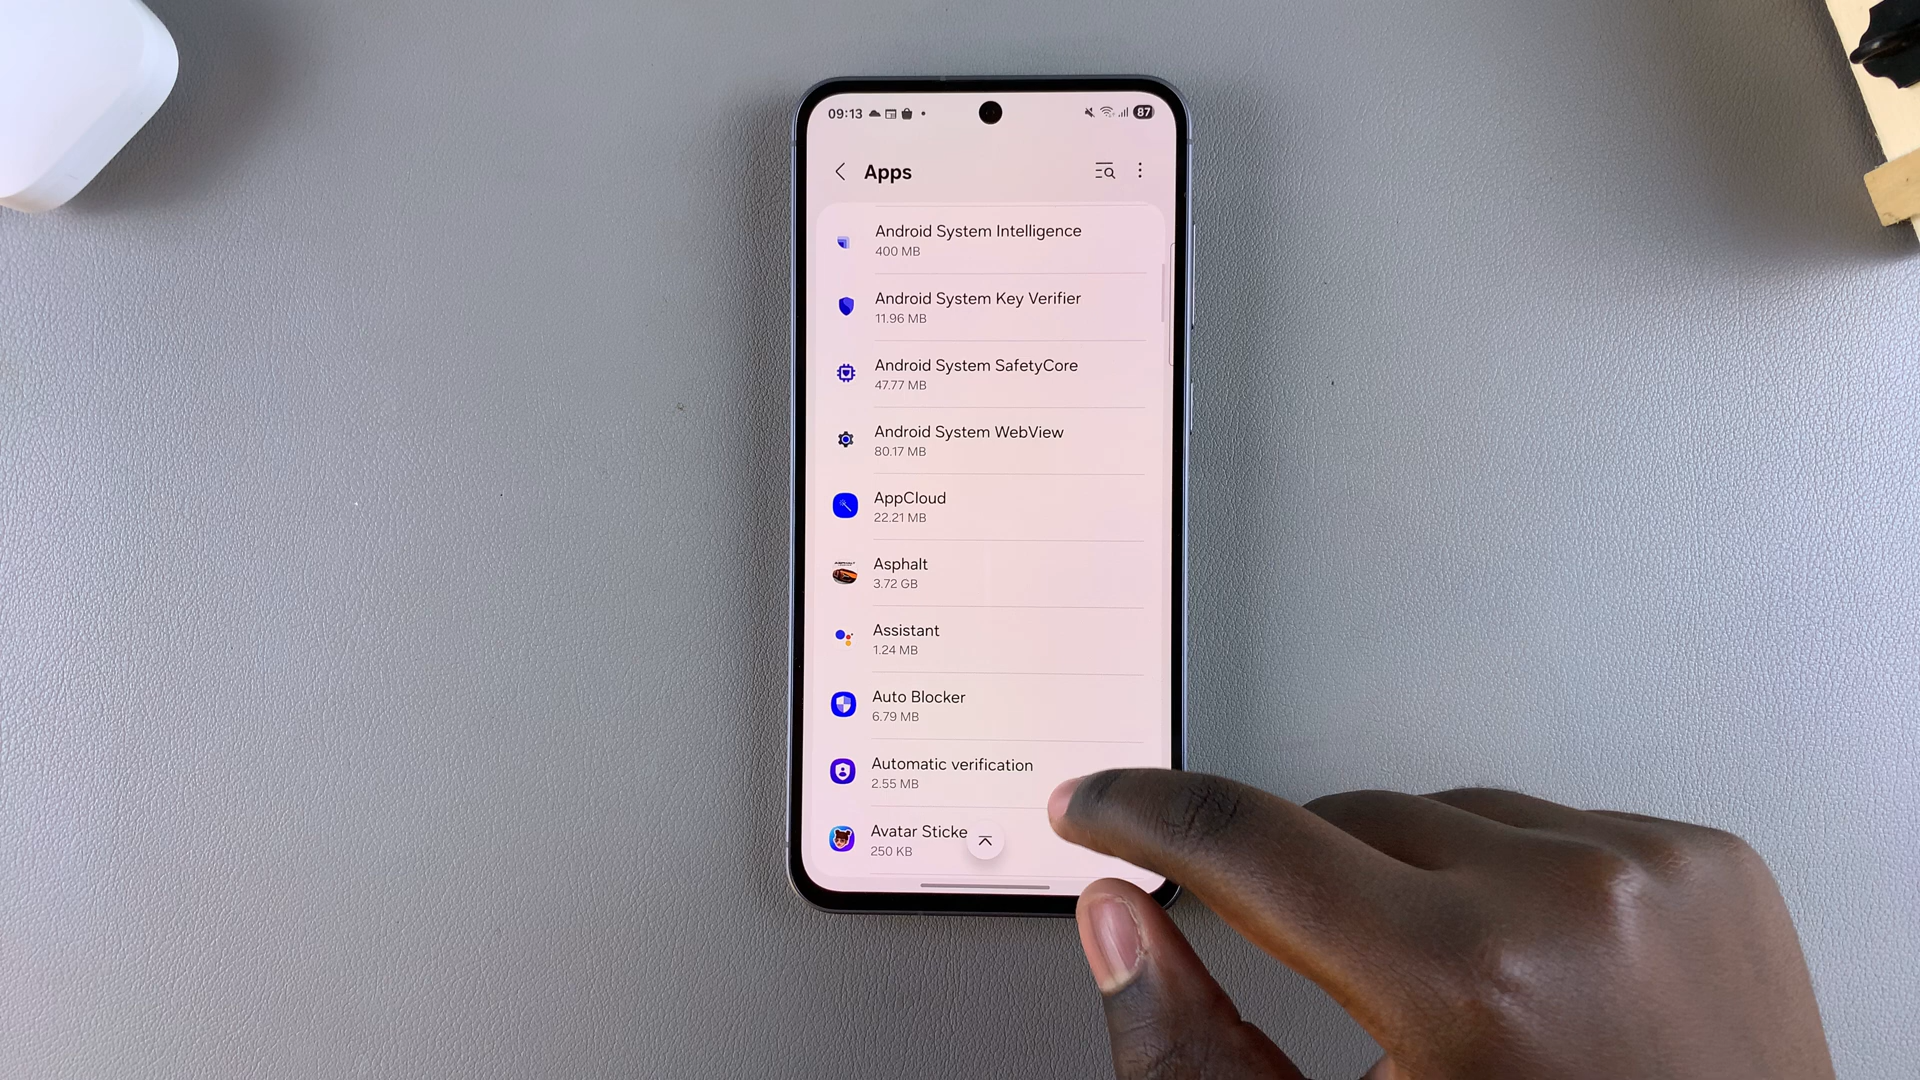 09:13
87
Apps
Android System Intelligence
400 MB
Android System Key Verifier
11.96 MB
Android System SafetyCore
47.77 MB
Android System WebView
80.17 MB
AppCloud
22.21 MB
Asphalt
3.72 GB
Assistant
1.24 MB
Auto Blocker
6.79 MB
Automatic verification
2.55 MB
Avatar Sticke
250 KB